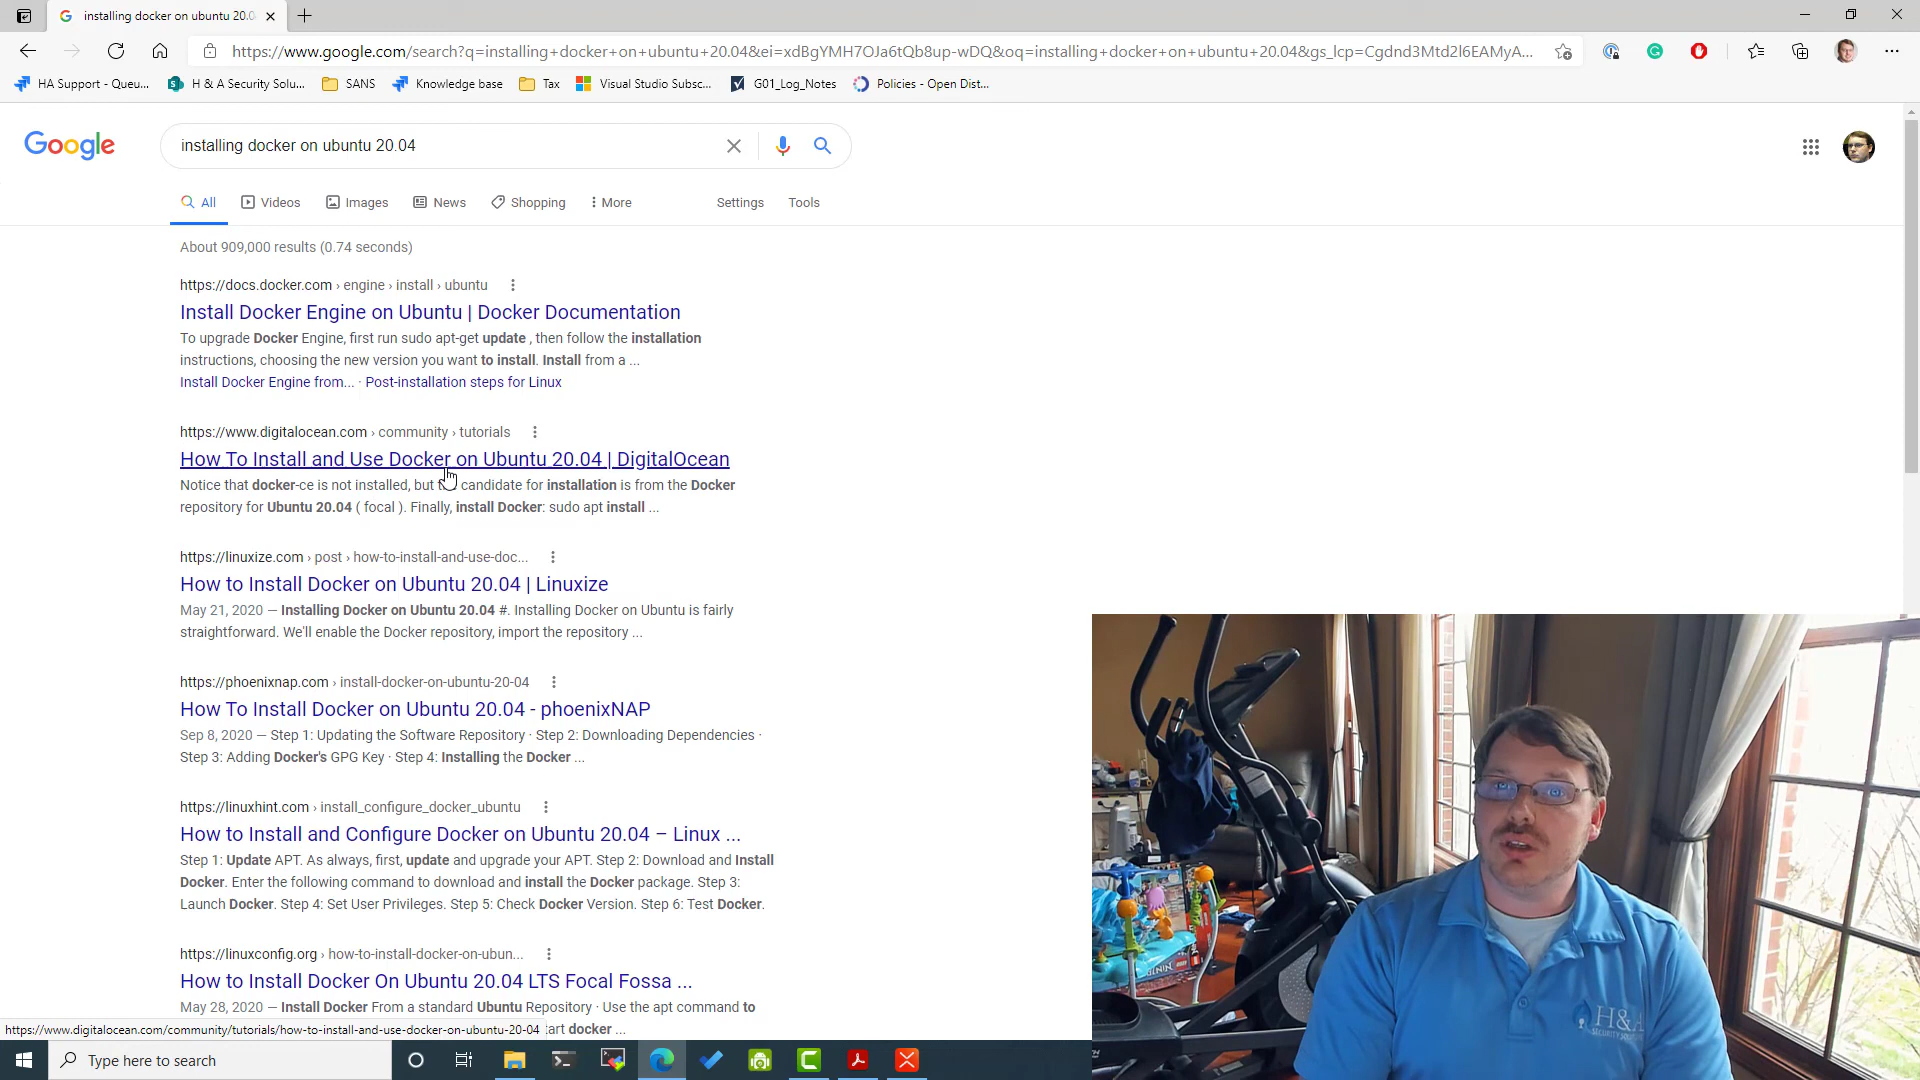 installing docker on ubuntu 20.0
https://www.google.com/search?q=installing+docker+on+ubuntu+20.04&ei=xdBgYMH7OJa6tQb8up-wDQ&oq=installing+docker+on+ubuntu+20.04&gs_lcp=Cgdnd3Mtd2l6EAMyA...
HA Support - Queu... H & A Security Solu... SANS Knowledge base Tax Visual Studio Subsc... G01_Log_Notes Policies - Open Dist...
Google installing docker on ubuntu 20.04
All Videos Images News Shopping More Settings Tools
About 909,000 results (0.74 seconds)
https://docs.docker.com › engine › install › ubuntu
Install Docker Engine on Ubuntu | Docker Documentation
To upgrade Docker Engine, first run sudo apt-get update , then follow the installation
instructions, choosing the new version you want to install. Install from a ...
Install Docker Engine from... · Post-installation steps for Linux
https://www.digitalocean.com › community › tutorials
How To Install and Use Docker on Ubuntu 20.04 | DigitalOcean
Notice that docker-ce is not installed, but candidate for installation is from the Docker
repository for Ubuntu 20.04 ( focal ). Finally, install Docker: sudo apt install ...
https://linuxize.com › post › how-to-install-and-use-doc...
How to Install Docker on Ubuntu 20.04 | Linuxize
May 21, 2020 — Installing Docker on Ubuntu 20.04 #. Installing Docker on Ubuntu is fairly
straightforward. We'll enable the Docker repository, import the repository ...
https://phoenixnap.com › install-docker-on-ubuntu-20-04
How To Install Docker on Ubuntu 20.04 - phoenixNAP
Sep 8, 2020 — Step 1: Updating the Software Repository · Step 2: Downloading Dependencies ·
Step 3: Adding Docker's GPG Key · Step 4: Installing the Docker ...
https://linuxhint.com › install_configure_docker_ubuntu
How to Install and Configure Docker on Ubuntu 20.04 – Linux ...
Step 1: Update APT. As always, first, update and upgrade your APT. Step 2: Download and Install
Docker. Enter the following command to download and install the Docker package. Step 3:
Launch Docker. Step 4: Set User Privileges. Step 5: Check Docker Version. Step 6: Test Docker.
https://linuxconfig.org › how-to-install-docker-on-ubun...
How to Install Docker On Ubuntu 20.04 LTS Focal Fossa ...
May 28, 2020 — Install Docker From a standard Ubuntu Repository · Use the apt command to
https://www.digitalocean.com/community/tutorials/how-to-install-and-use-docker-on-ubuntu-20-04 docker ...
Type here to search
H&A